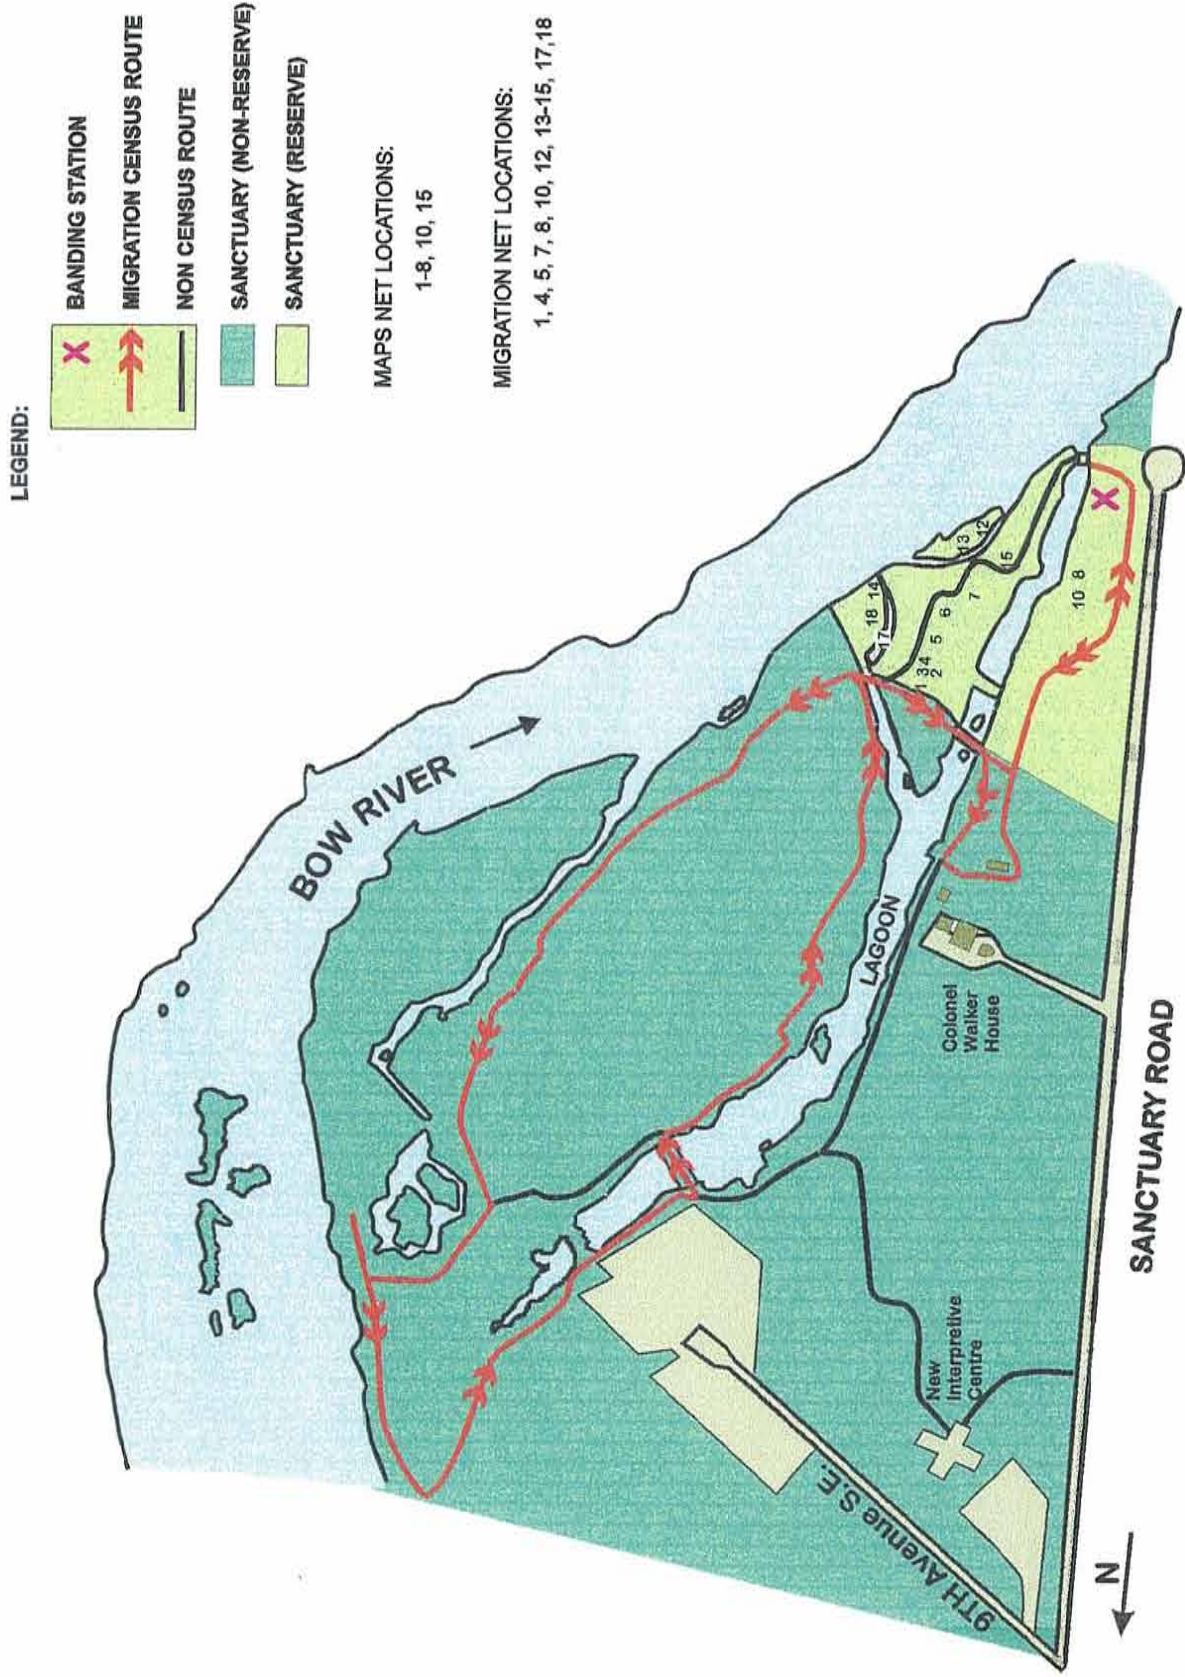 LEGEND:
X BANDING STATION
MIGRATION CENSUS ROUTE
NON CENSUS ROUTE
SANCTUARY (NON-RESERVE)
SANCTUARY (RESERVE)
MAPS NET LOCATIONS:
1-8, 10, 15
MIGRATION NET LOCATIONS:
1, 4, 5, 7, 8, 10, 12, 13-15, 17,18
BOW RIVER
LAGOON
17
18
14
13
12
1
3
4
2
5
6
7
15
10
8
X
Colonel
Walker
House
New
Interpretive
Centre
9TH Avenue S.E.
SANCTUARY ROAD
N